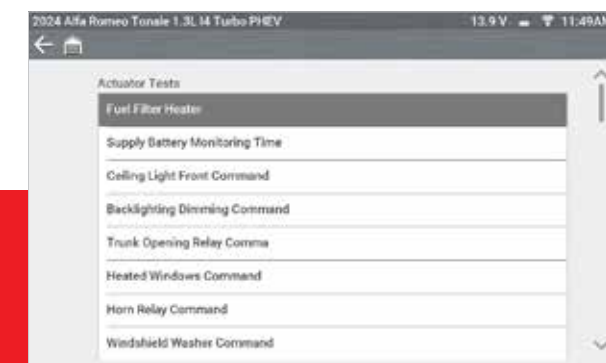 2024 Alfa Romeo Tonale 1.3L I4 Turbo PHEV 13.9 V 11:49AM
Actuator Tests
Fuel Filter Heater
Supply Battery Monitoring Time
Ceiling Light Front Command
Backlighting Dimming Command
Trunk Opening Relay Comma
Heated Windows Command
Horn Relay Command
Windshield Washer Command